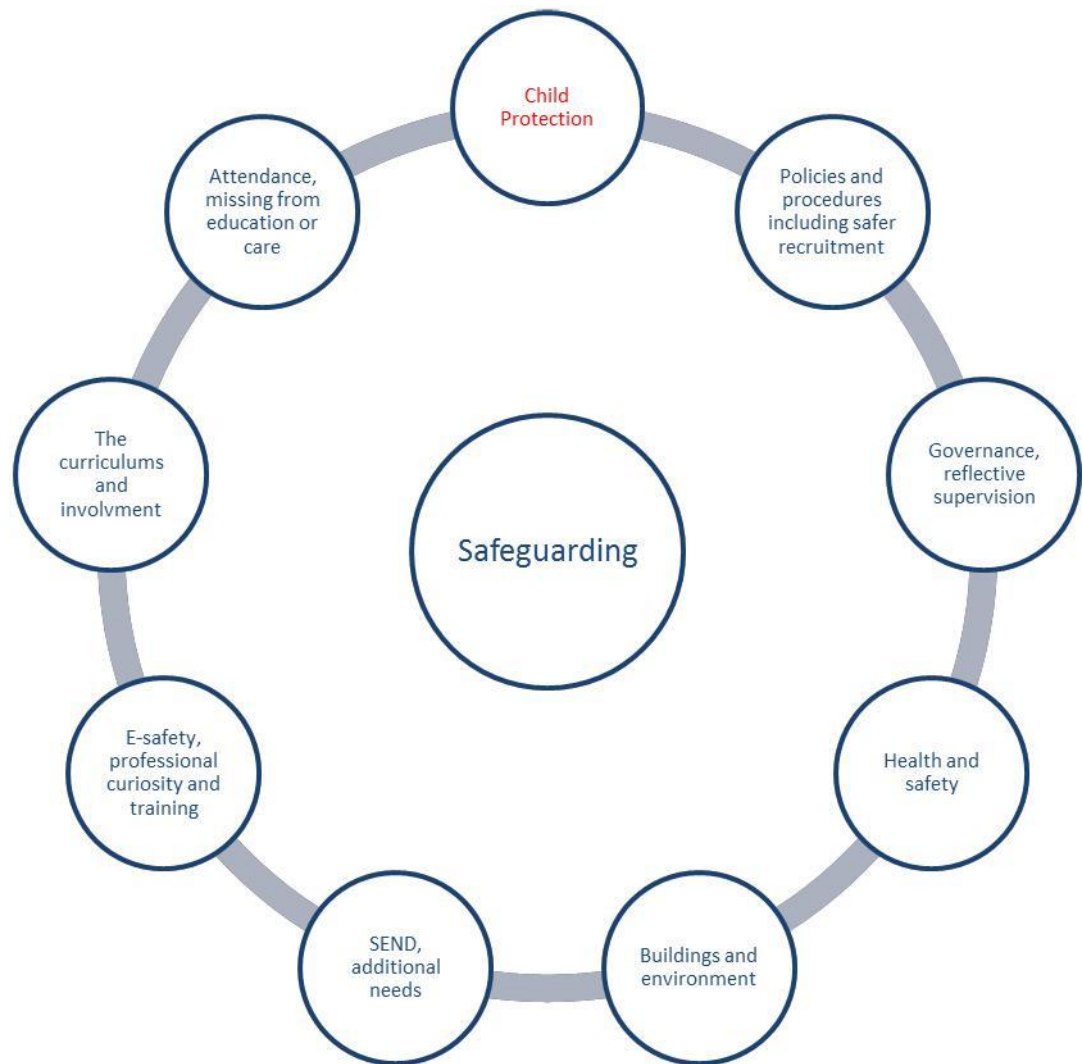 Child
Protection
Policies and
procedures
including safer
recruitment
Governance,
reflective
supervision
Health and
safety
Buildings and
environment
SEND,
additional
needs
E-safety,
professional
curiosity and
training
The
curriculums
and
involvment
Attendance,
missing from
education or
care
Safeguarding